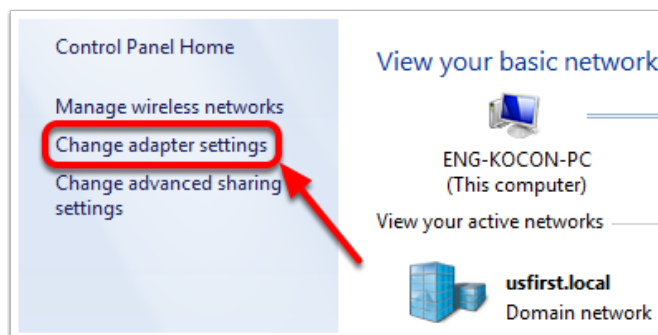 Control Panel Home
Manage wireless networks
Change adapter settings
Change advanced sharing
settings
View your basic network
ENG-KOCON-PC
(This computer)
View your active networks
usfirst.local
Domain network